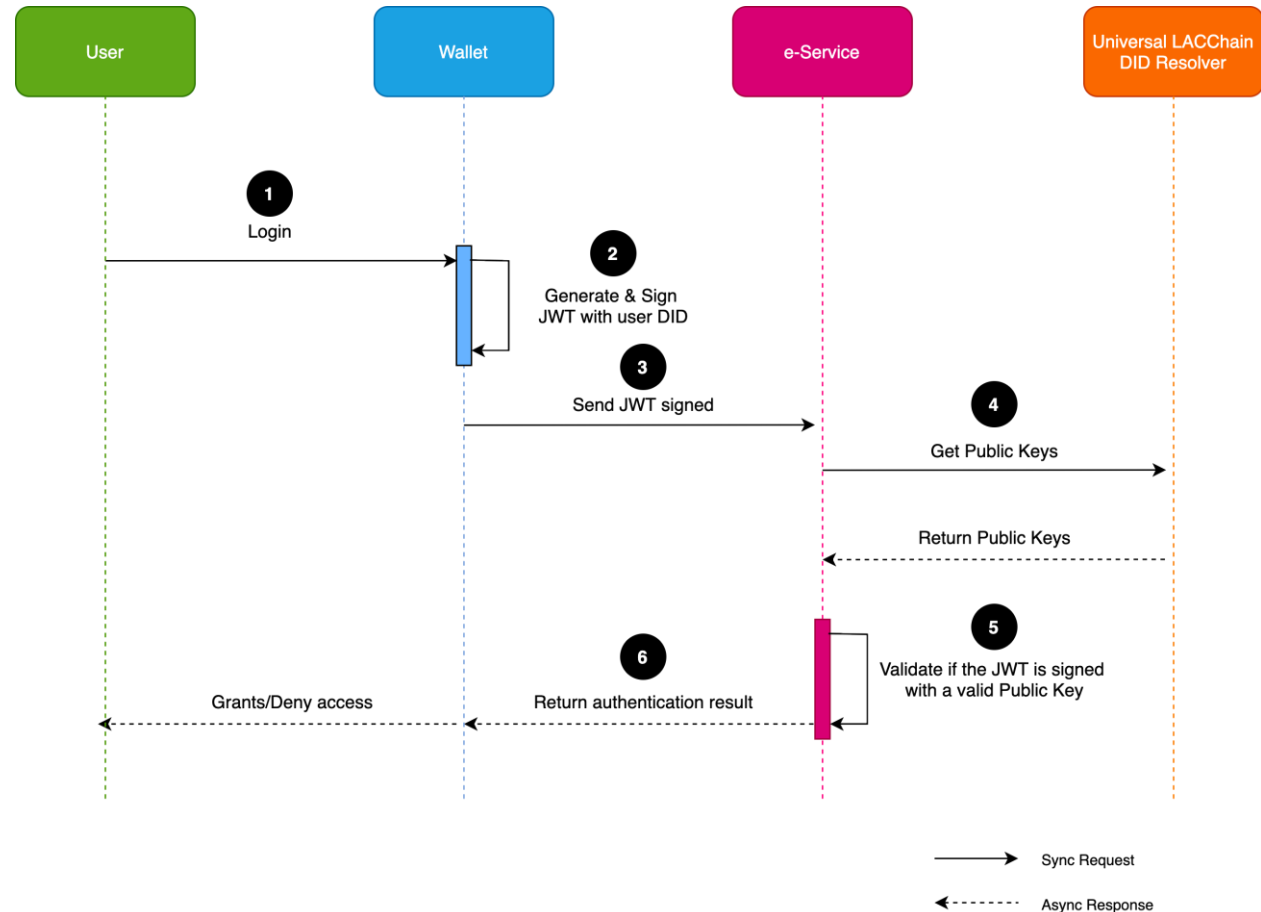 User
Wallet
e-Service
Universal LACChain
DID Resolver
1
Login
2
Generate & Sign
JWT with user DID
3
Send JWT signed
4
Get Public Keys
Return Public Keys
5
Validate if the JWT is signed
with a valid Public Key
6
Return authentication result
Grants/Deny access
Sync Request
Async Response